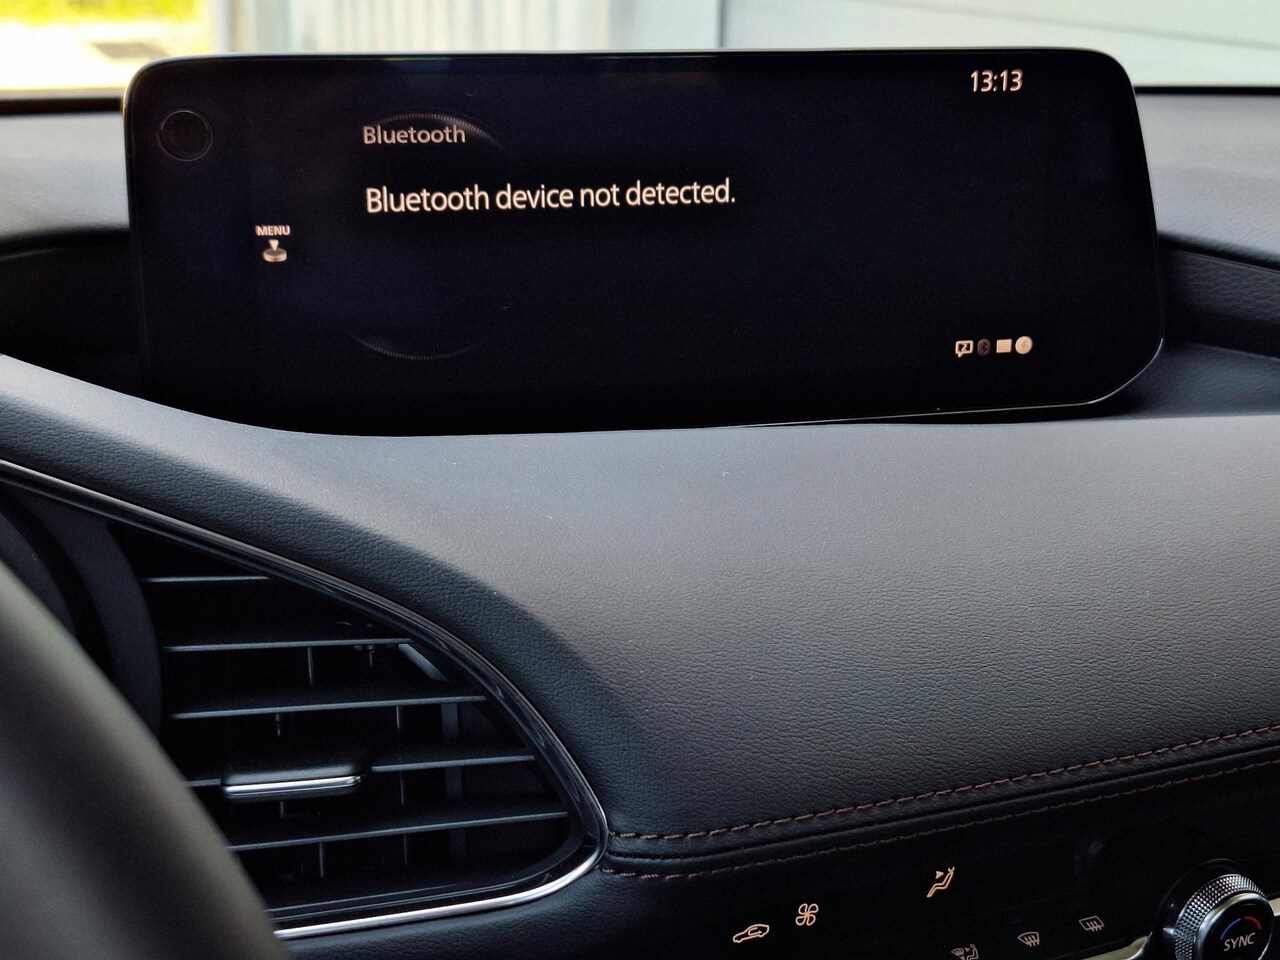 13:13
Bluetooth
Bluetooth device not detected.
MENU
SYNC